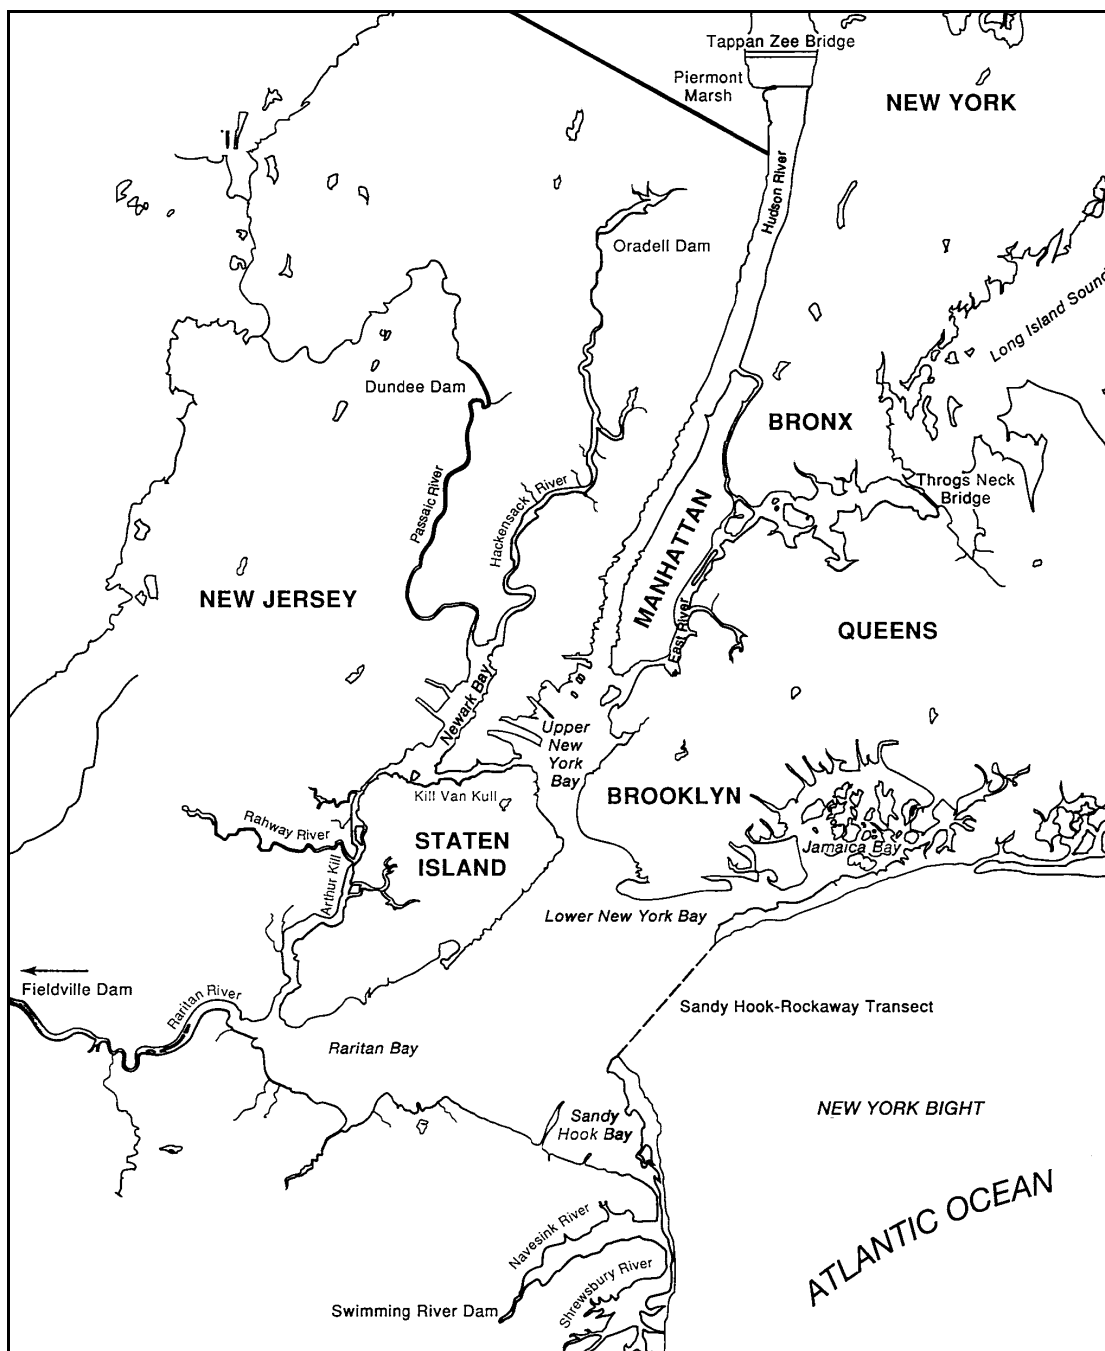 Tappan Zee Bridge
Piermont
Marsh
NEW YORK
Hudson River
Oradell Dam
Long Island Sound
Dundee Dam
BRONX
Throgs Neck
Bridge
Passaic River
Hackensack River
MANHATTAN
NEW JERSEY
QUEENS
East River
Newark Bay
Upper
New
York
Bay
Kill Van Kull
BROOKLYN
Rahway River
STATEN
ISLAND
Jamaica Bay
Arthur Kill
Lower New York Bay
Fieldville Dam
Raritan River
Sandy Hook-Rockaway Transect
Raritan Bay
NEW YORK BIGHT
Sandy
Hook Bay
ATLANTIC OCEAN
Navesink River
Shrewsbury River
Swimming River Dam